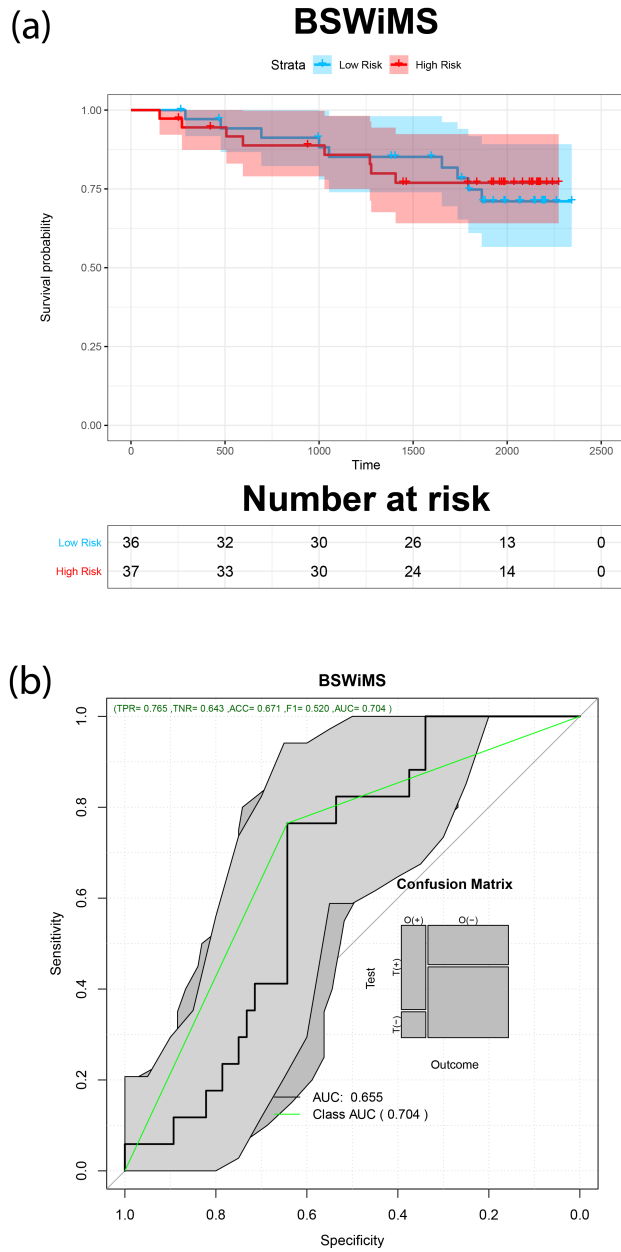 (a)
BSWiMS
Strata Low Risk High Risk
1.00
0.75
0.50
0.25
0.00
Survival probability
0 500 1000 1500 2000 2500
Time
Number at risk
Low Risk 36 32 30 26 13 0
High Risk 37 33 30 24 14 0
(b)
BSWiMS
(TPR= 0.765 ,TNR= 0.643 ,ACC= 0.671 ,F1= 0.520 ,AUC= 0.704 )
1.0
0.8
0.6
0.4
0.2
0.0
Sensitivity
Confusion Matrix
O(+) O(−)
T(+)
T(−)
Test
Outcome
AUC: 0.655
Class AUC ( 0.704 )
1.0 0.8 0.6 0.4 0.2 0.0
Specificity